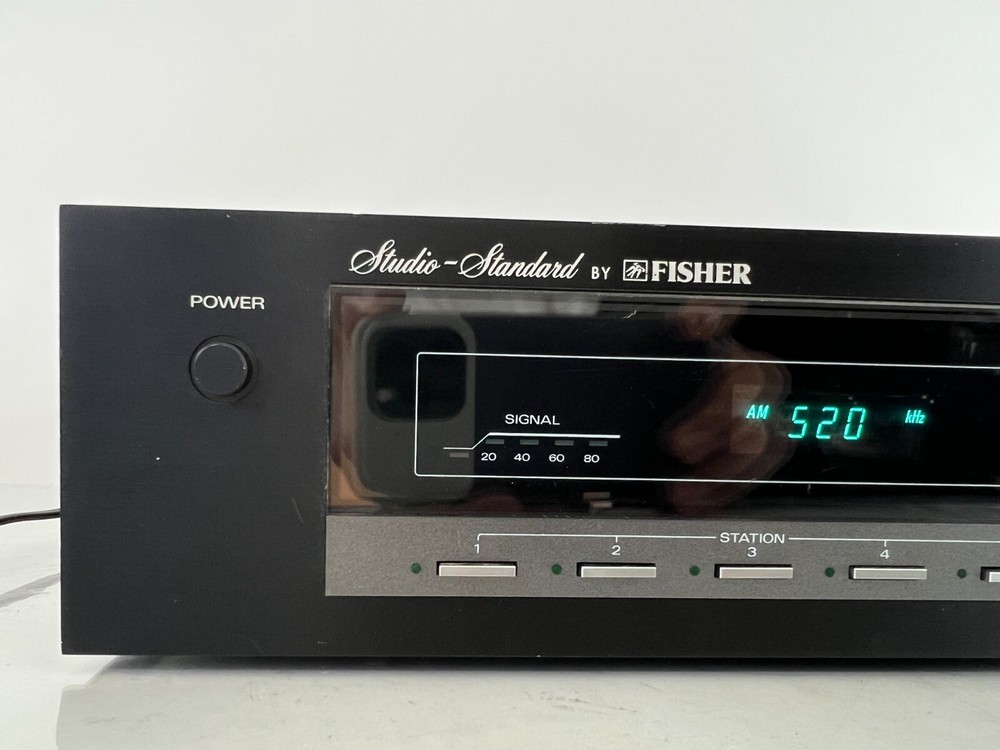 Studio-Standard BY FISHER
POWER
SIGNAL
20 40 60 80
AM 520 kHz
STATION
1 2 3 4